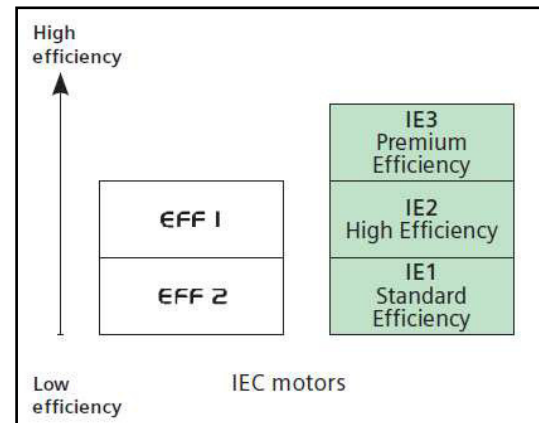 High
efficiency
IE3
Premium
Efficiency
EFF 1
IE2
High Efficiency
EFF 2
IE1
Standard
Efficiency
Low
efficiency
IEC motors